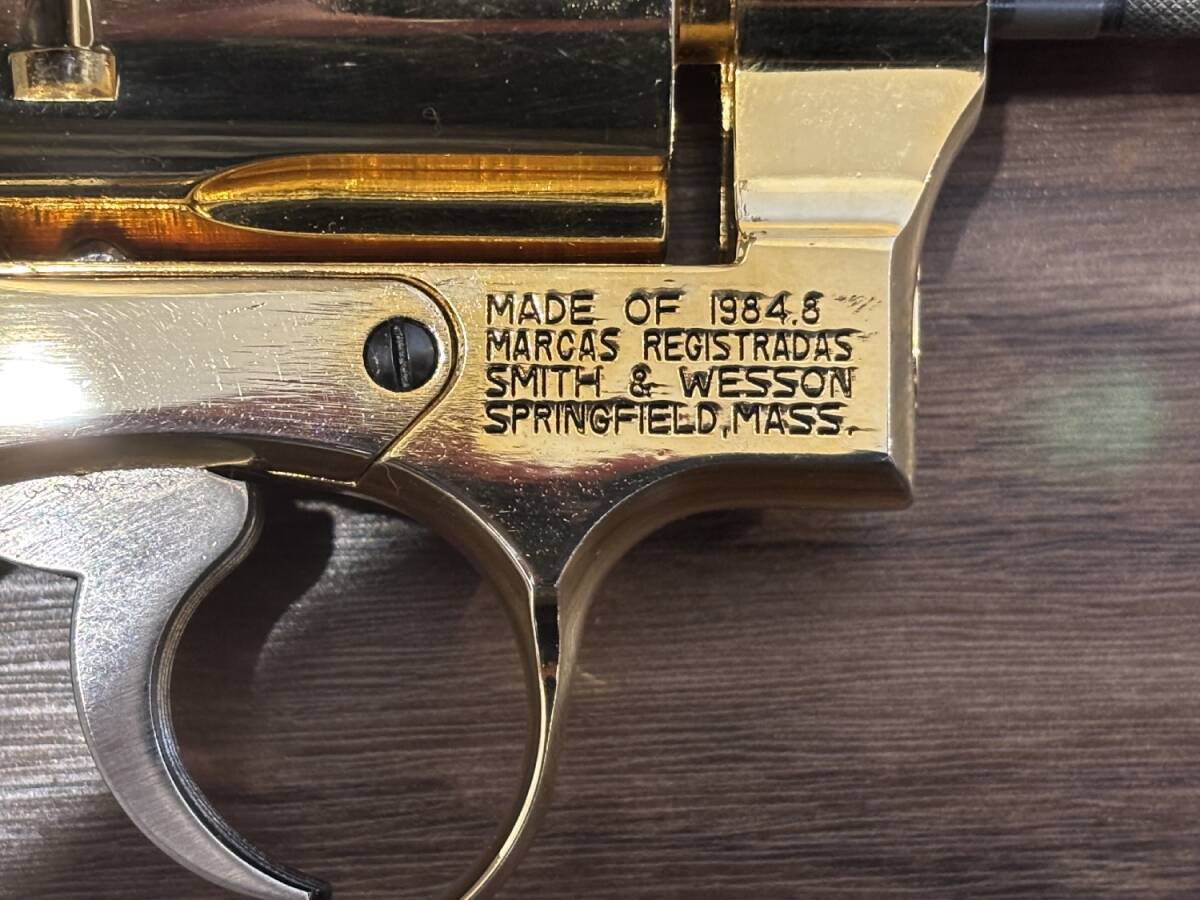 MADE OF 1984.8
MARCAS REGISTRADAS
SMITH & WESSON
SPRINGFIELD,MASS.